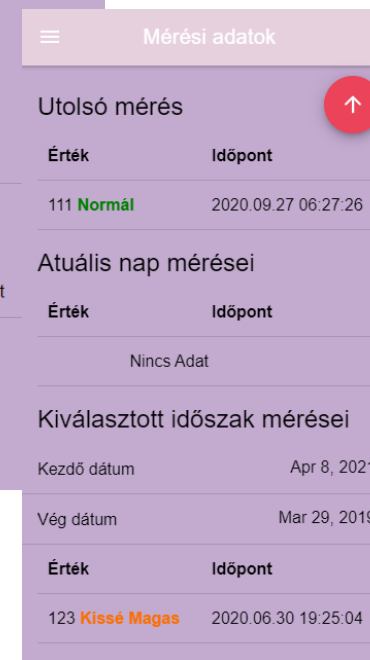 Mérési adatok
Utolsó mérés
Érték Időpont
111 Normál 2020.09.27 06:27:26
Atuális nap mérései
Érték Időpont
Nincs Adat
t
Kiválasztott időszak mérései
Kezdő dátum Apr 8, 2021
Vég dátum Mar 29, 2019
Érték Időpont
123 Kissé Magas 2020.06.30 19:25:04